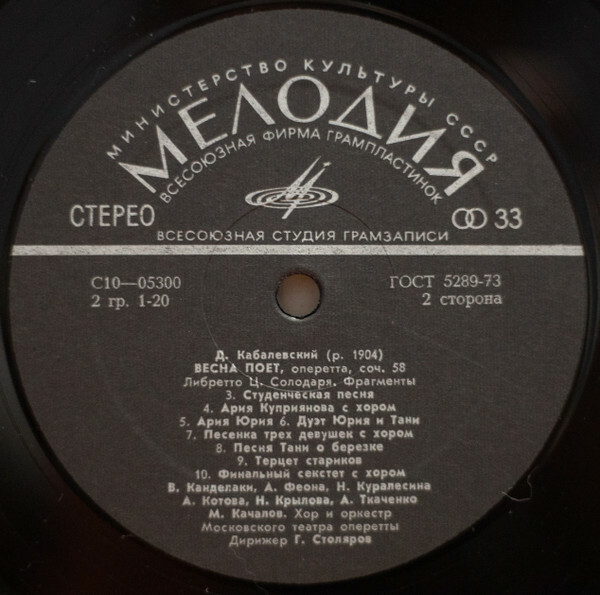 МИНИСТЕРСТВО КУЛЬТУРЫ СССР
МЕЛОДИЯ
ВСЕСОЮЗНАЯ ФИРМА ГРАМПЛАСТИНОК
СТЕРЕО
33
ВСЕСОЮЗНАЯ СТУДИЯ ГРАМЗАПИСИ
С10—05300
ГОСТ 5289-73
2 гр. 1-20
2 сторона
Д. Кабалевский (р. 1904)
ВЕСНА ПОЕТ, оперетта, соч. 58
Либретто Ц. Солодаря. Фрагменты
3. Студенческая песня
4. Ария Куприянова с хором
5. Ария Юрия 6. Дуэт Юрия и Тани
7. Песенка трех девушек с хором
8. Песня Тани о березке
9. Терцет стариков
10. Финальный секстет с хором
В. Канделаки, А. Феона, Н. Куралесина
А. Котова, Н. Крылова, А. Ткаченко
М. Качалов. Хор и оркестр
Московского театра оперетты
Дирижер Г. Столяров